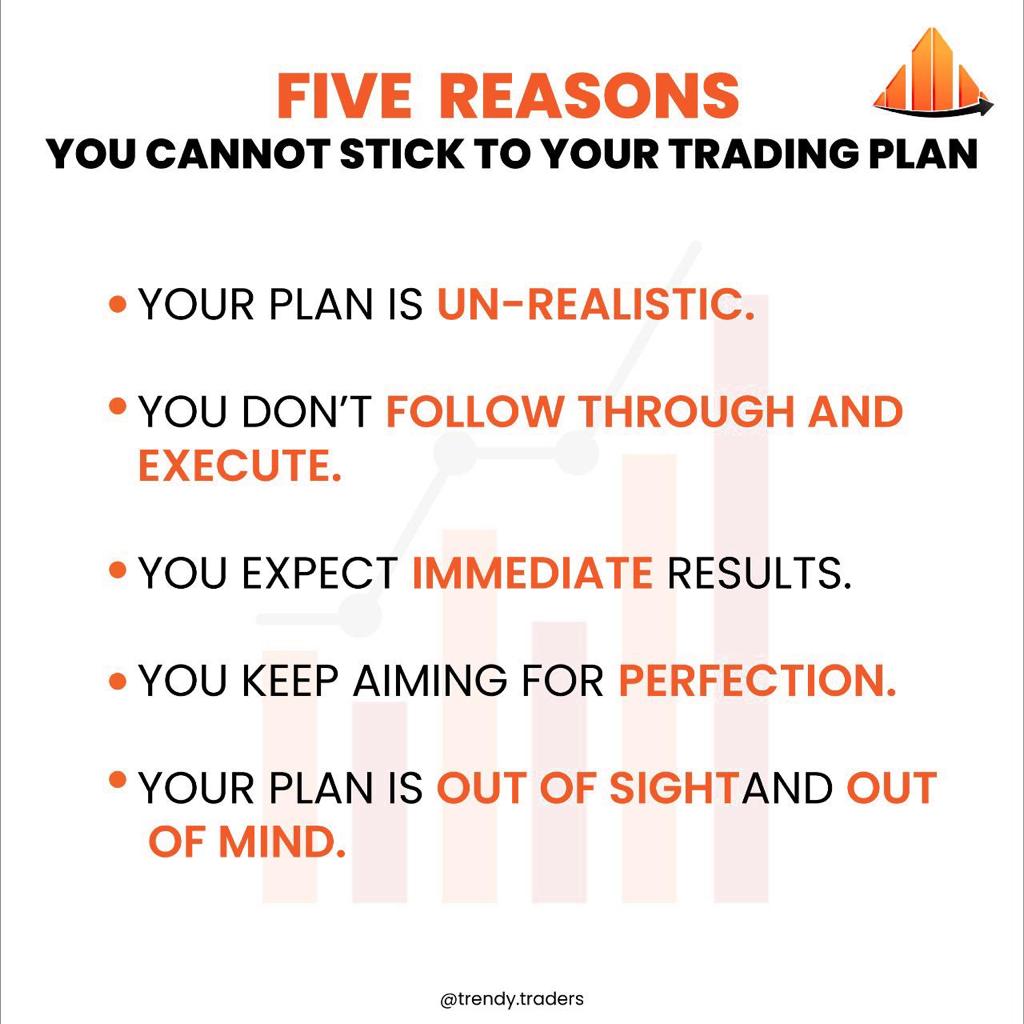 FIVE REASONS
YOU CANNOT STICK TO YOUR TRADING PLAN
• YOUR PLAN IS UN-REALISTIC.
• YOU DON’T FOLLOW THROUGH AND
EXECUTE.
• YOU EXPECT IMMEDIATE RESULTS.
• YOU KEEP AIMING FOR PERFECTION.
• YOUR PLAN IS OUT OF SIGHTAND OUT
OF MIND.
@trendy.traders